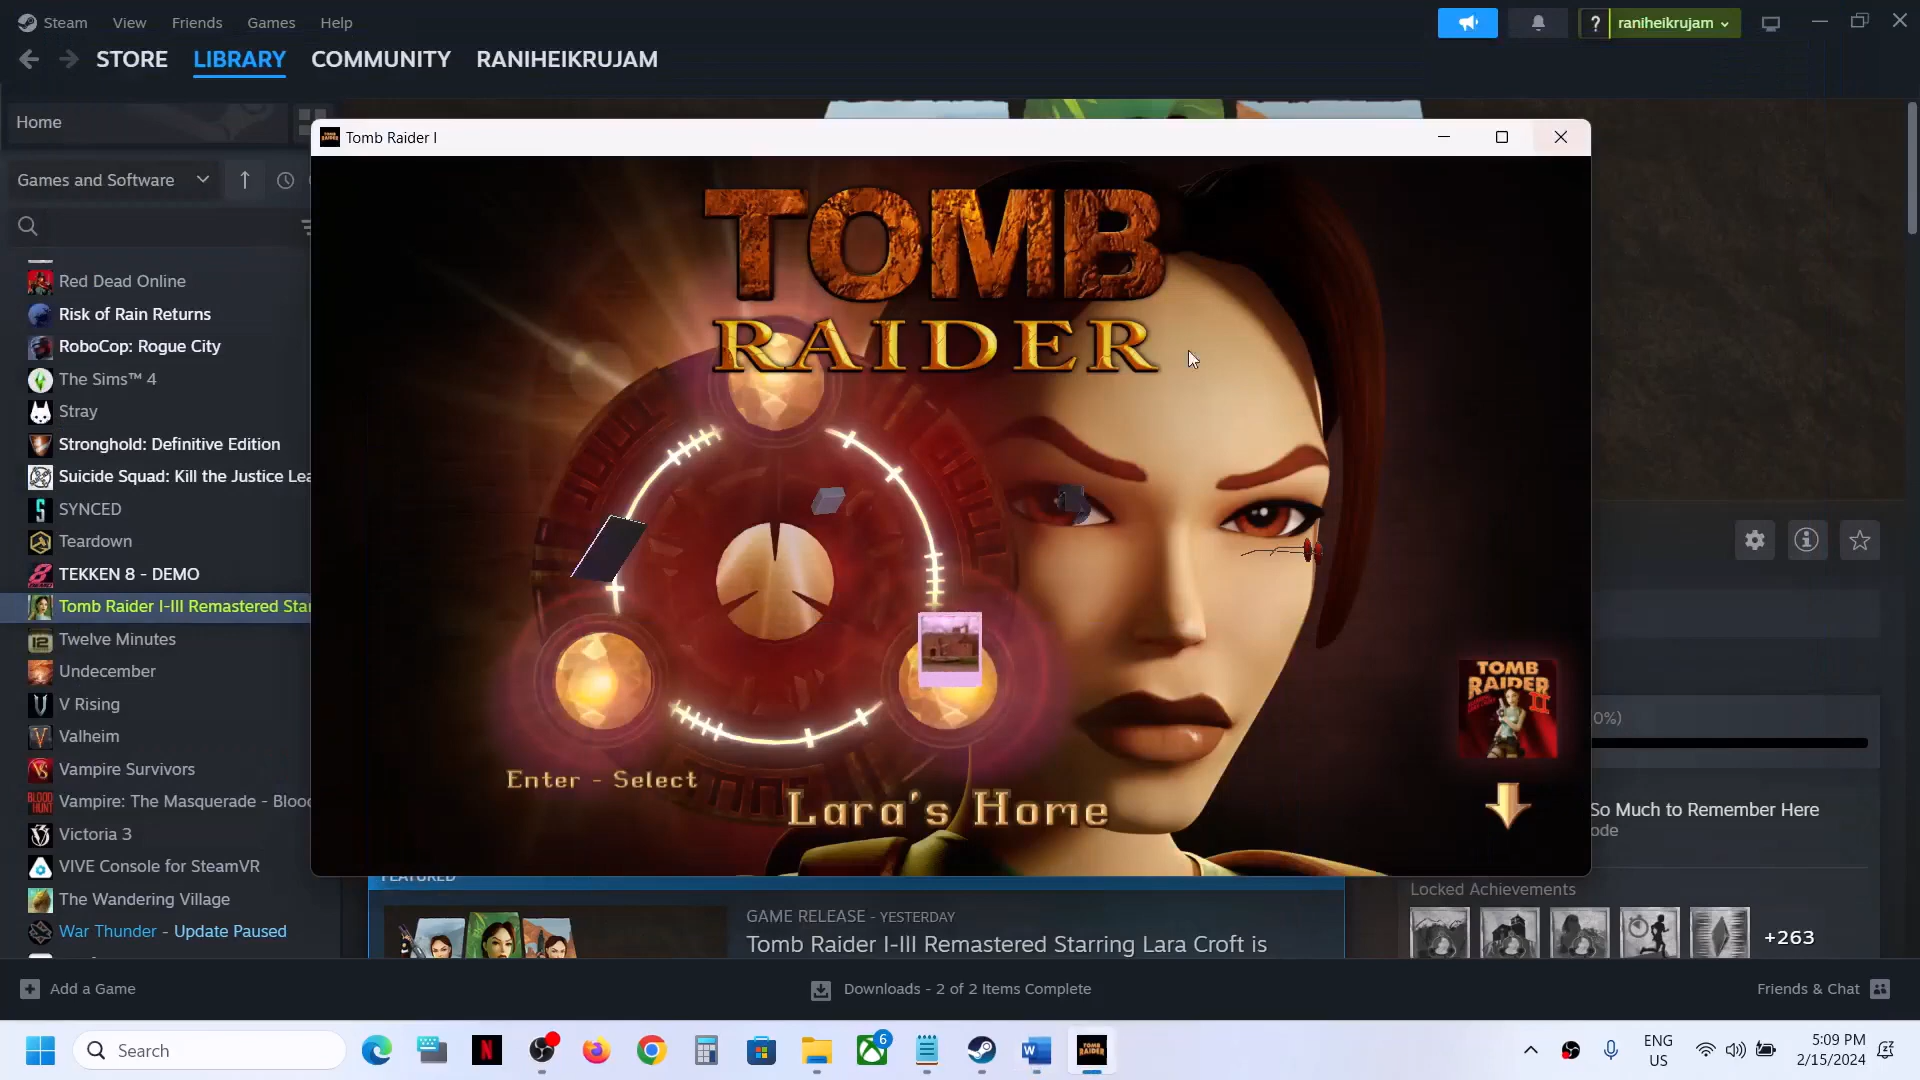 Steam
View
Friends
Games
Help
? raniheikrujam
STORE
LIBRARY
COMMUNITY
RANIHEIKRUJAM
Home
Games and Software
Red Dead Online
Risk of Rain Returns
RoboCop: Rogue City
The Sims™ 4
Stray
Stronghold: Definitive Edition
Suicide Squad: Kill the Justice Lea
SYNCED
Teardown
TEKKEN 8 - DEMO
Tomb Raider I-III Remastered Star
Twelve Minutes
Undecember
V Rising
Valheim
Vampire Survivors
Vampire: The Masquerade - Blood
Victoria 3
VIVE Console for SteamVR
The Wandering Village
War Thunder - Update Paused
Tomb Raider I
TOMB
RAIDER
Enter - Select
Lara's Home
TOMB
RAIDER
II
0%)
So Much to Remember Here
ode
FEATURED
GAME RELEASE - YESTERDAY
Tomb Raider I-III Remastered Starring Lara Croft is
Locked Achievements
+263
Add a Game
Downloads - 2 of 2 Items Complete
Friends & Chat
Search
6
ENG
US
5:09 PM
2/15/2024